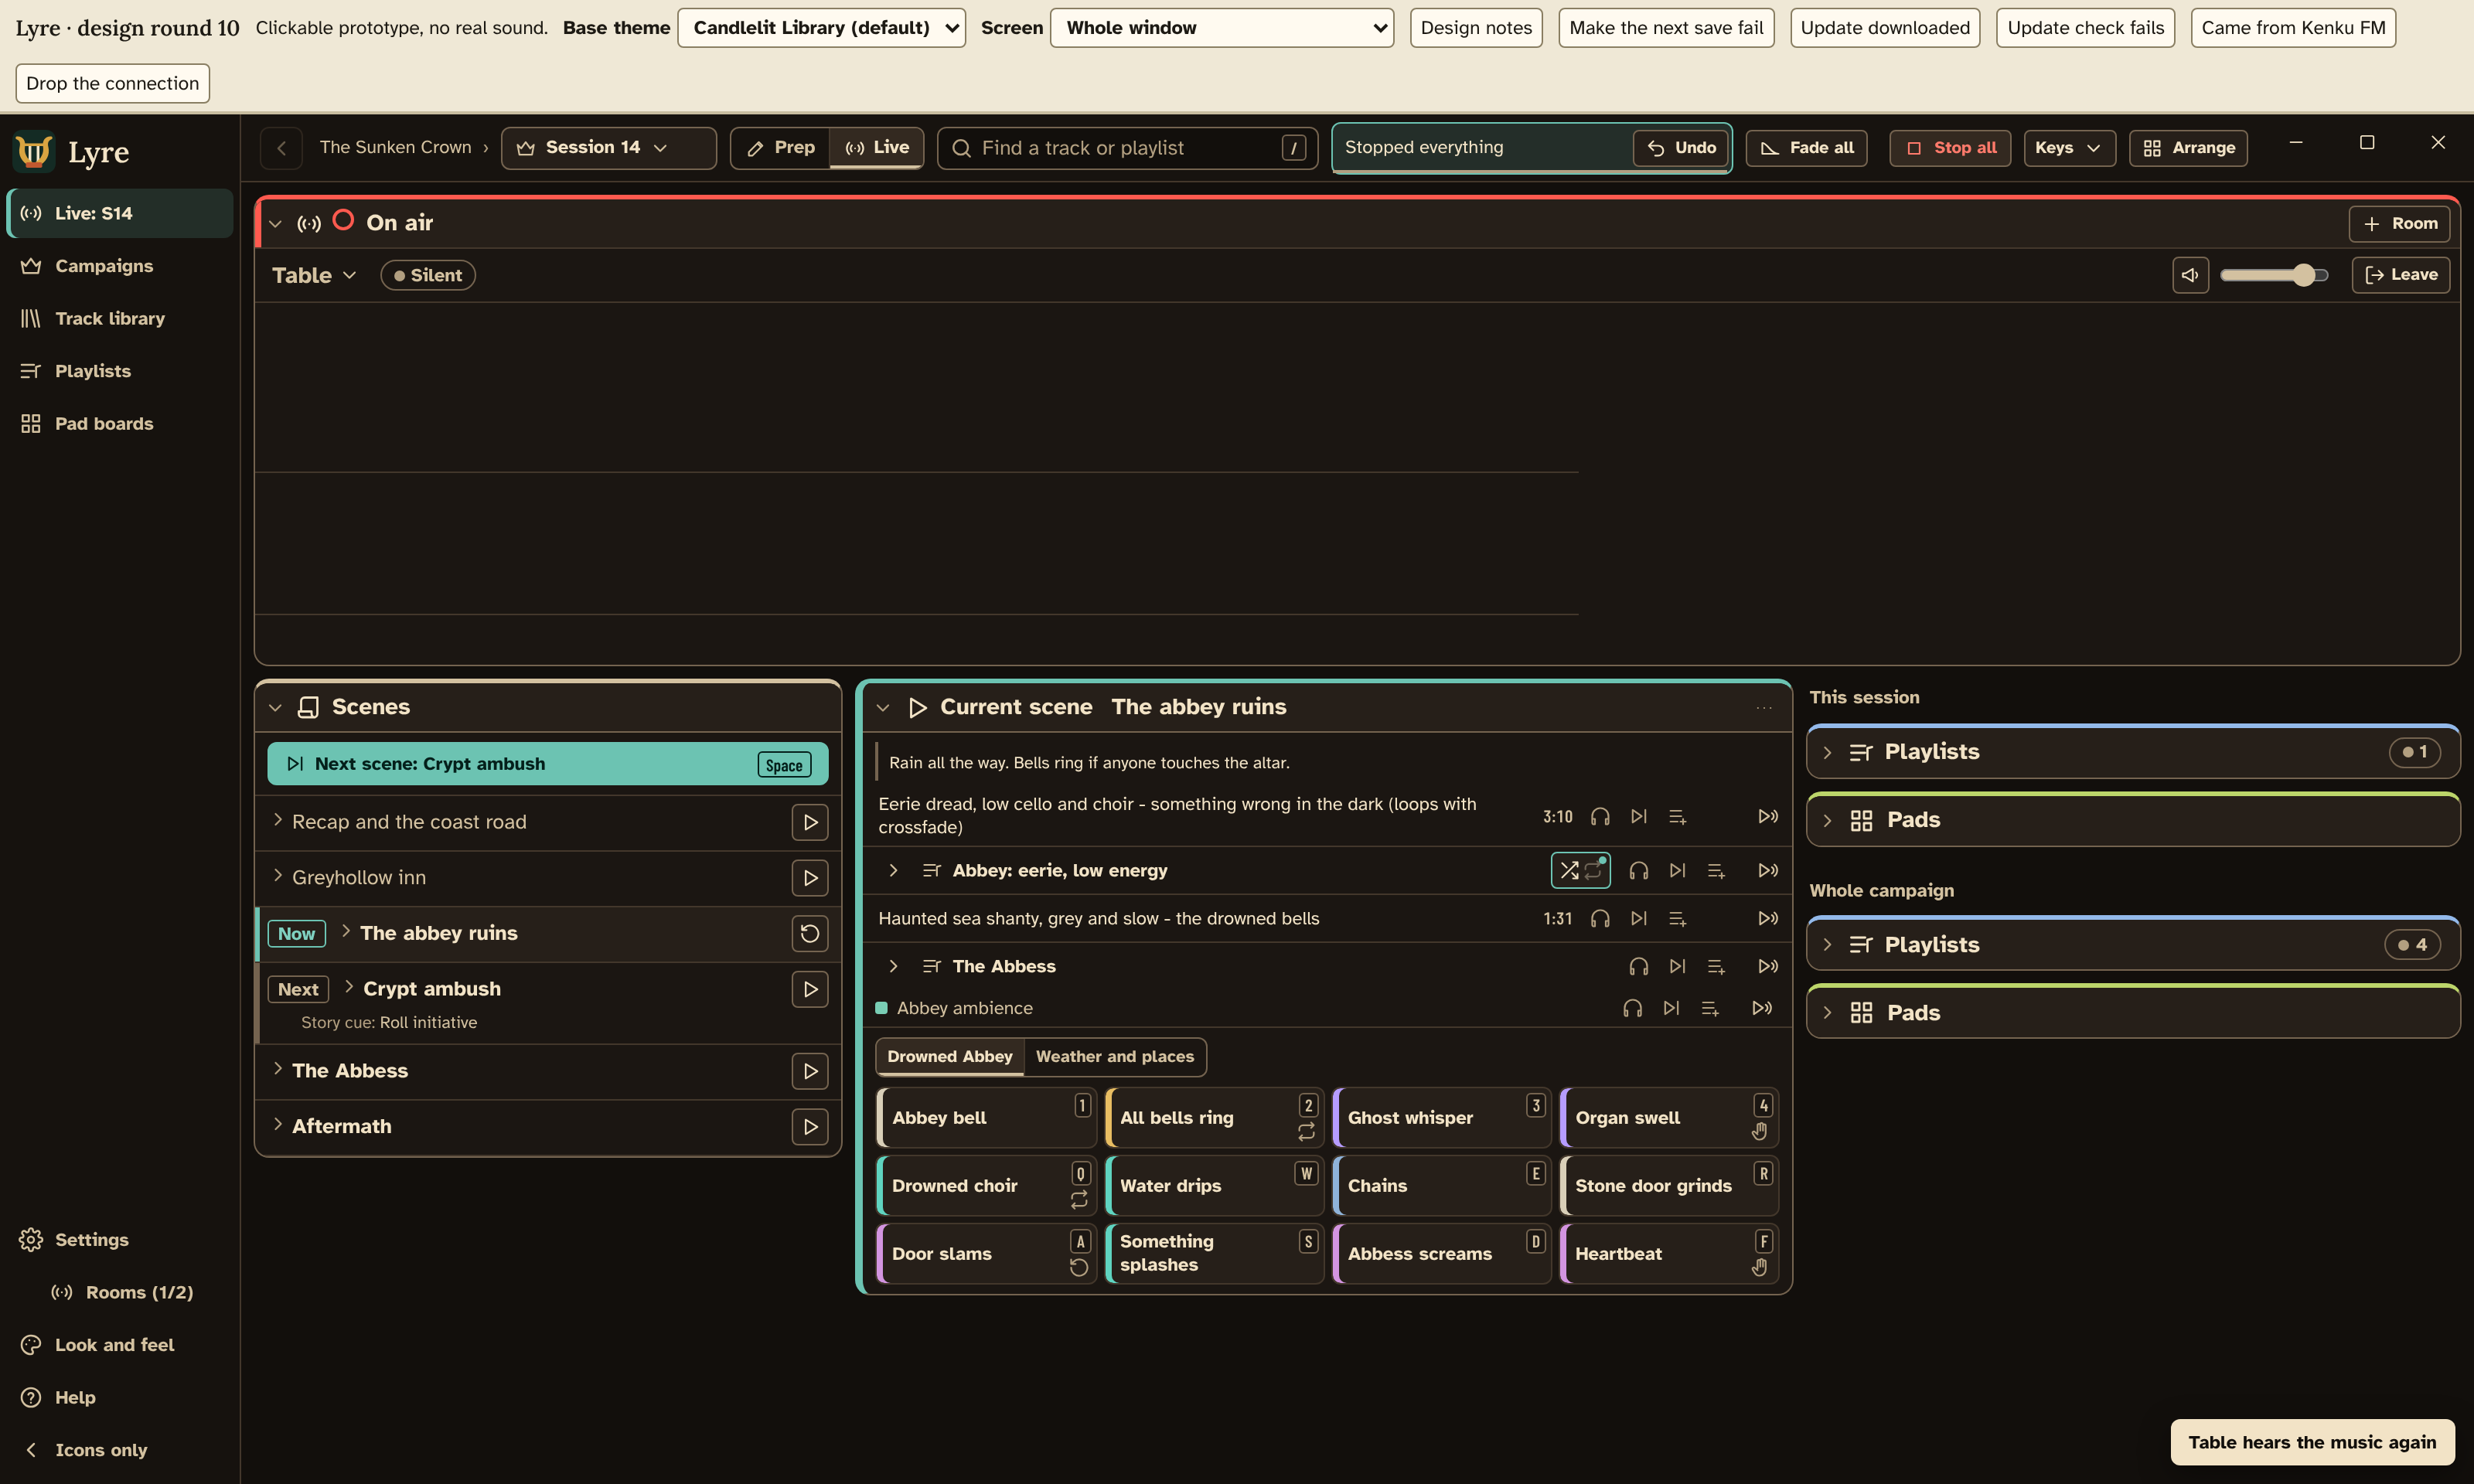 Lyre · design round 10 Clickable prototype, no real sound. Base theme Candlelit Library (default) Screen Whole window Design notes Make the next save fail Update downloaded Update check fails Came from Kenku FM
Drop the connection
Lyre
The Sunken Crown › Session 14 Prep Live Find a track or playlist / Stopped everything Undo Fade all Stop all Keys Arrange
Live: S14
Campaigns
Track library
Playlists
Pad boards
On air Room
Table Silent Leave
Scenes
Next scene: Crypt ambush Space
Recap and the coast road
Greyhollow inn
Now The abbey ruins
Next Crypt ambush
Story cue: Roll initiative
The Abbess
Aftermath
Current scene The abbey ruins ...
Rain all the way. Bells ring if anyone touches the altar.
Eerie dread, low cello and choir - something wrong in the dark (loops with
crossfade)
3:10
Abbey: eerie, low energy
Haunted sea shanty, grey and slow - the drowned bells 1:31
The Abbess
Abbey ambience
Drowned Abbey Weather and places
Abbey bell 1 All bells ring 2 Ghost whisper 3 Organ swell 4
Drowned choir Q Water drips W Chains E Stone door grinds R
Door slams A Something splashes S Abbess screams D Heartbeat F
This session
Playlists 1
Pads
Whole campaign
Playlists 4
Pads
Settings
Rooms (1/2)
Look and feel
Help
Icons only
Table hears the music again